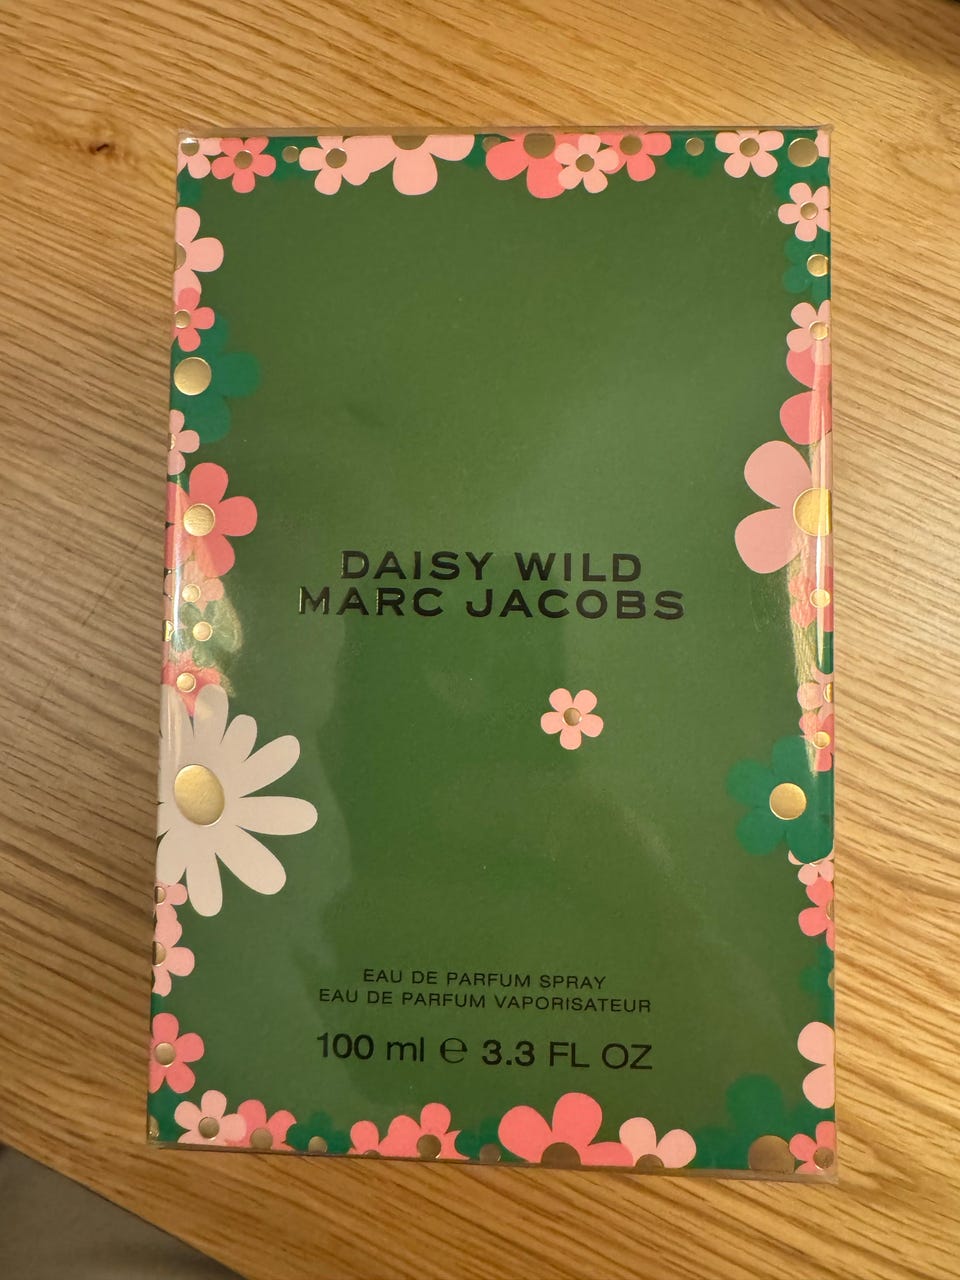 DAISY WILD
MARC JACOBS
EAU DE PARFUM SPRAY
EAU DE PARFUM VAPORISATEUR
100 ml ℮ 3.3 FL OZ